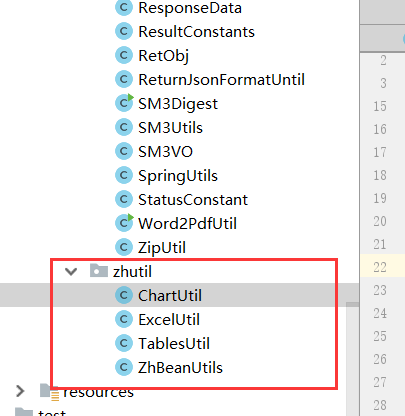 ResponseData
ResultConstants
RetObj
ReturnJsonFormatUntil
SM3Digest
SM3Utils
SM3VO
SpringUtils
StatusConstant
Word2PdfUtil
ZipUtil
zhutil
ChartUtil
ExcelUtil
TablesUtil
ZhBeanUtils
resources
test
2
3
15
16
17
18
19
20
21
22
23
24
25
26
27
28